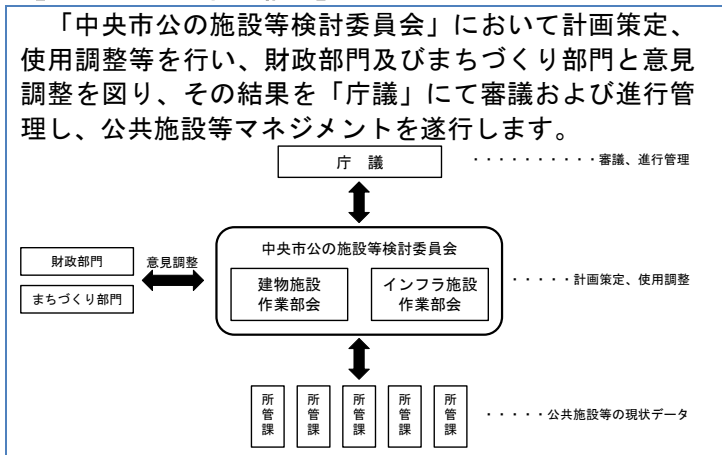 「中央市公の施設等検討委員会」において計画策定、
使用調整等を行い、財政部門及びまちづくり部門と意見
調整を図り、その結果を「庁議」にて審議および進行管
理し、公共施設等マネジメントを遂行します。
庁　議
・・・・・・・・・・審議、進行管理
中央市公の施設等検討委員会
財政部門
意見調整
まちづくり部門
建物施設
作業部会
インフラ施設
作業部会
・・・・・計画策定、使用調整
所管課
所管課
所管課
所管課
所管課
・・・・・公共施設等の現状データ